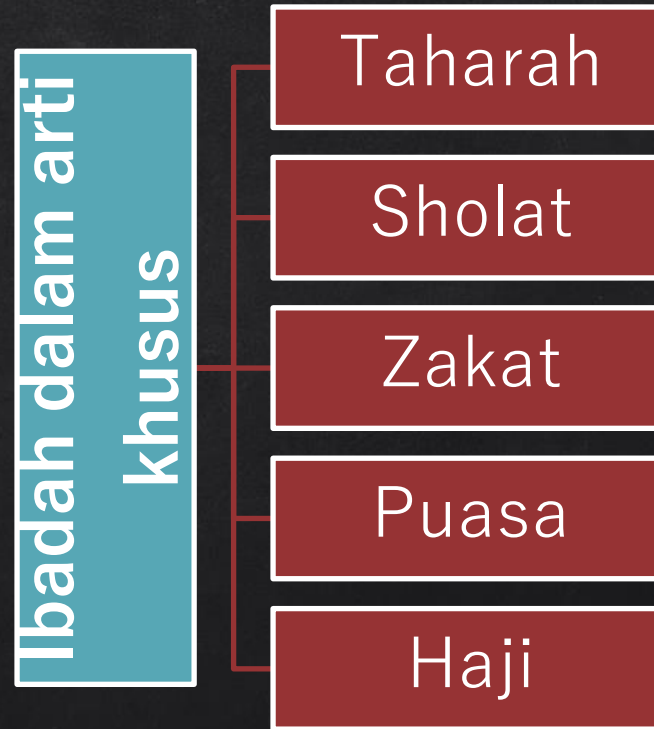 Ibadah dalam arti
khusus
Taharah
Sholat
Zakat
Puasa
Haji